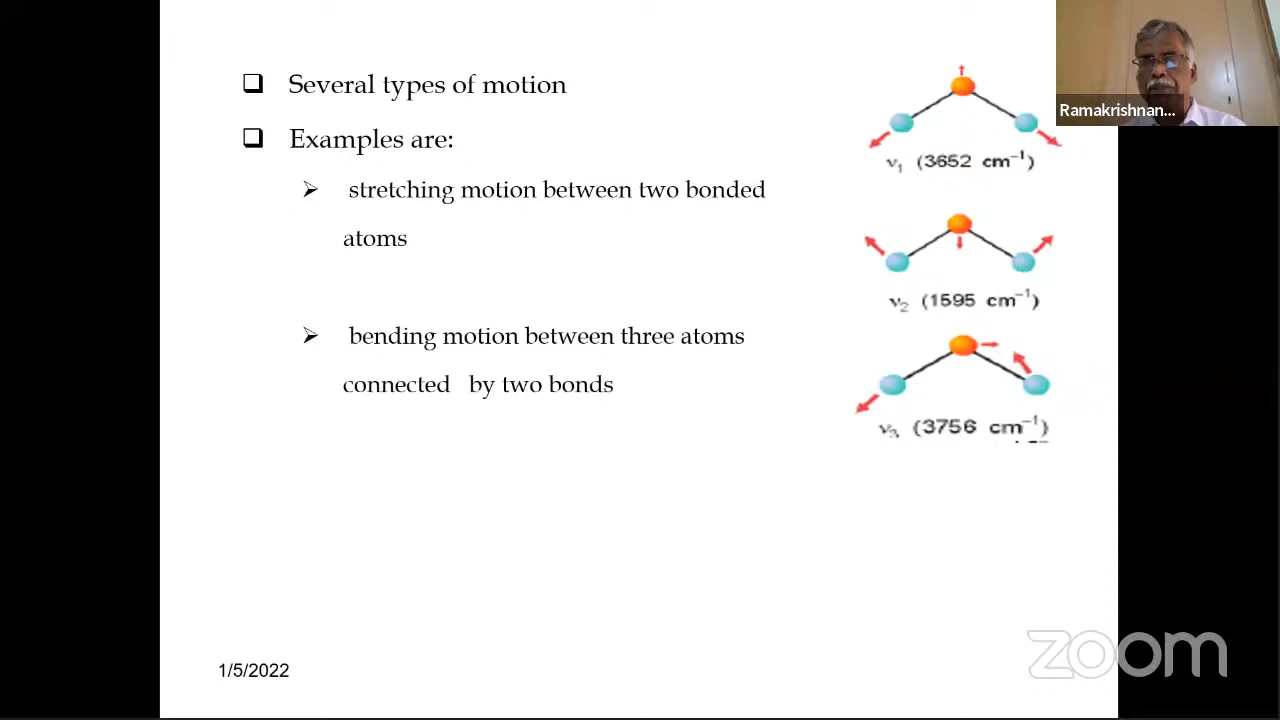 Several types of motion
Examples are:
stretching motion between two bonded
atoms
bending motion between three atoms
connected by two bonds
ν₁ (3652 cm⁻¹)
ν₂ (1595 cm⁻¹)
ν₃ (3756 cm⁻¹)
Ramakrishnan...
1/5/2022
zoom